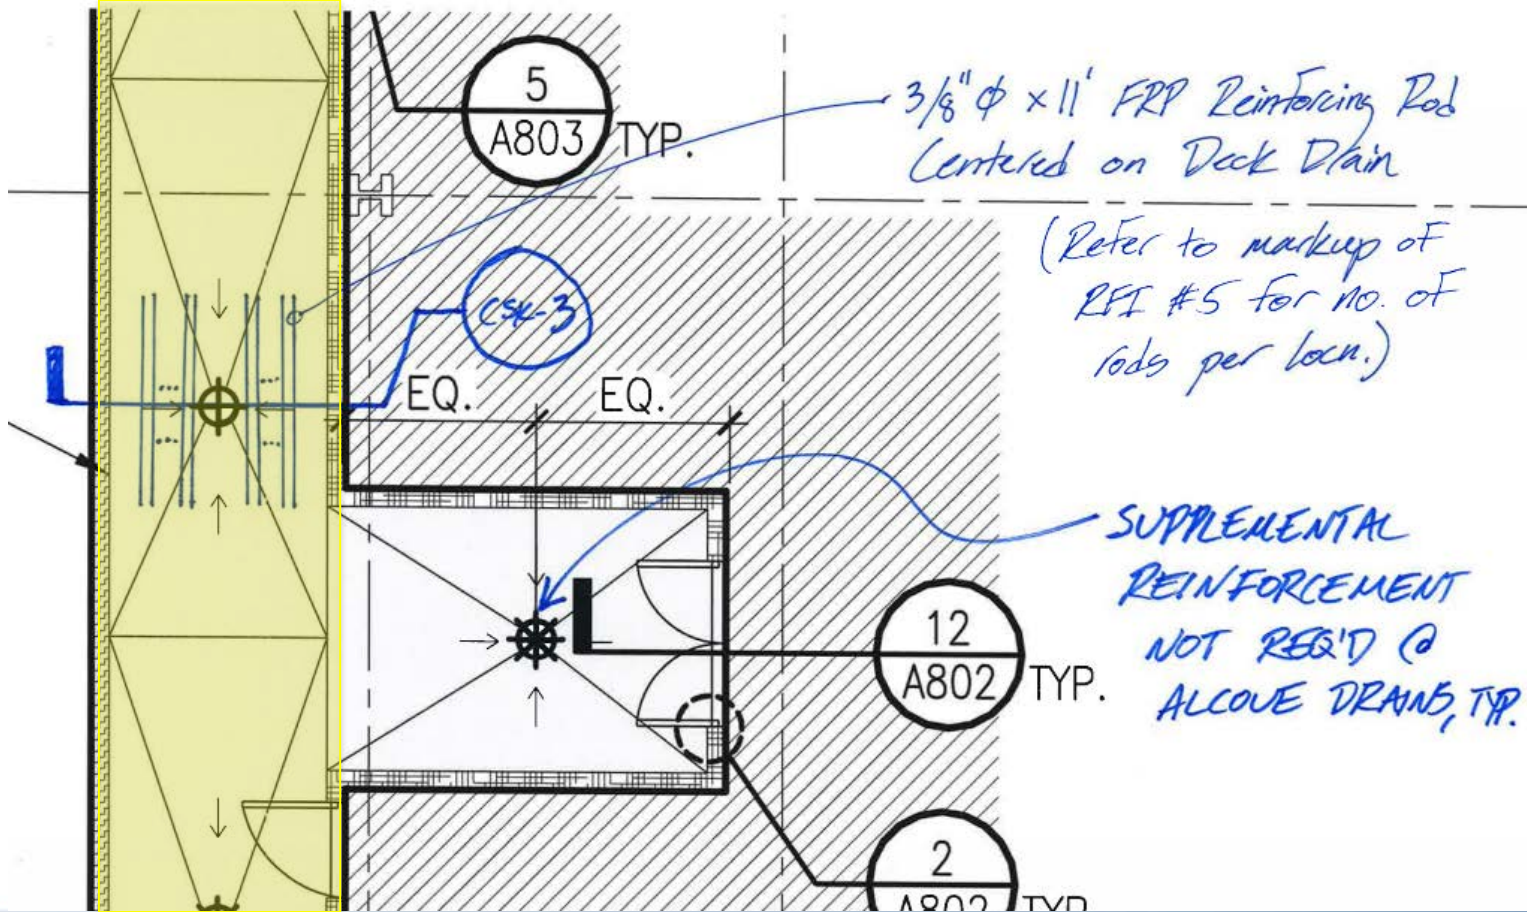 5
A803 TYP.
3/8" φ x 11' FRP Reinforcing Rod
Centered on Deck Drain
(Refer to markup of
RFI #5 for no. of
rods per locn.)
CSK-3
EQ. EQ.
SUPPLEMENTAL
REINFORCEMENT
NOT REQ'D @
ALCOVE DRAINS, TYP.
12
A802 TYP.
2
A802 TYP.